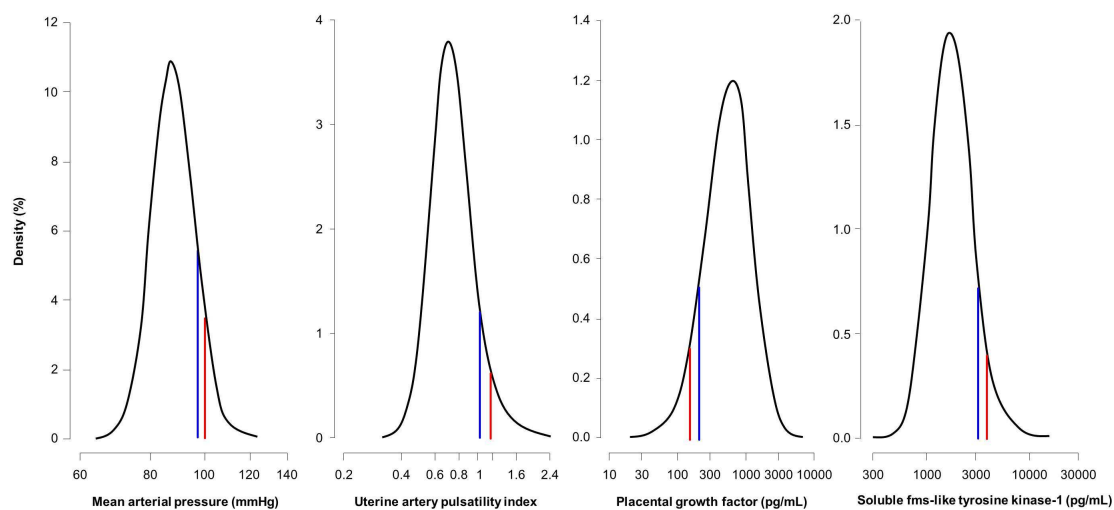 Density (%)
12
10
8
6
4
2
0
60 80 100 120 140
Mean arterial pressure (mmHg)
4
3
2
1
0
0.2 0.4 0.6 0.8 1 1.6 2.4
Uterine artery pulsatility index
1.4
1.2
1.0
0.8
0.6
0.4
0.2
0.0
10 30 100 300 1000 3000 10000
Placental growth factor (pg/mL)
2.0
1.5
1.0
0.5
0.0
300 1000 3000 10000 30000
Soluble fms-like tyrosine kinase-1 (pg/mL)